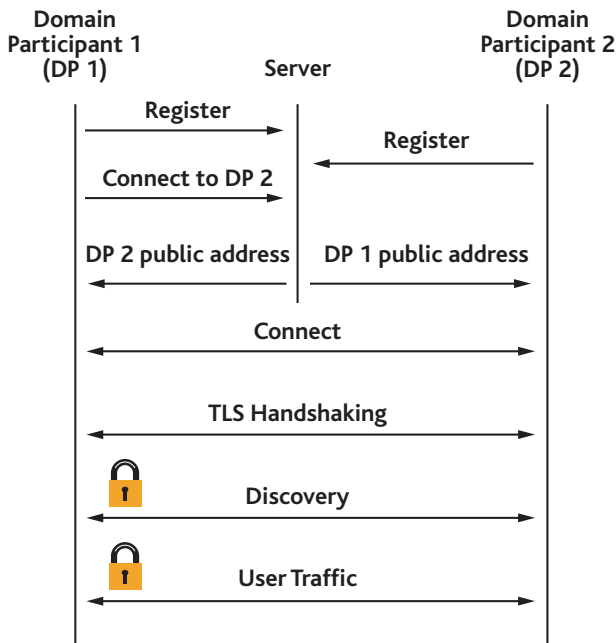 Domain
Participant 1
(DP 1)
Server
Domain
Participant 2
(DP 2)
Register
Register
Connect to DP 2
DP 2 public address
DP 1 public address
Connect
TLS Handshaking
Discovery
User Traffic